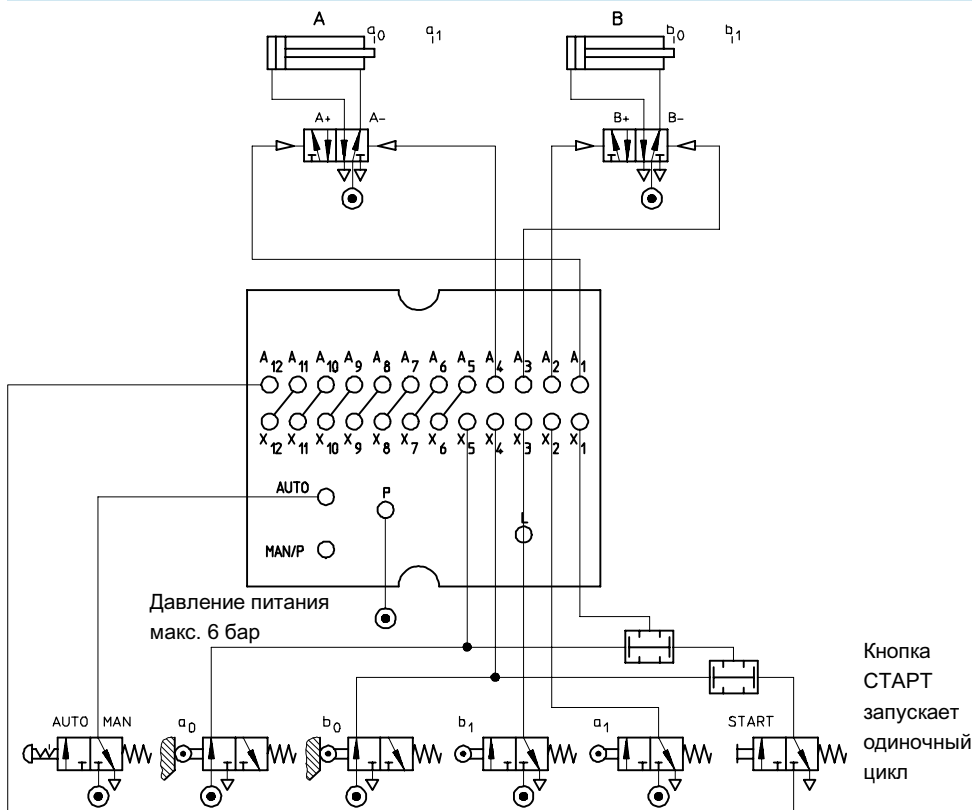 A B
a0 a1 b0 b1
A+ A- B+ B-
A12 A11 A10 A9 A8 A7 A6 A5 A4 A3 A2 A1
X12 X11 X10 X9 X8 X7 X6 X5 X4 X3 X2 X1
AUTO P L
MAN/P
Давление питания
макс. 6 бар
Кнопка
СТАРТ
запускает
одиночный
цикл
AUTO MAN a0 b0 b1 a1 START